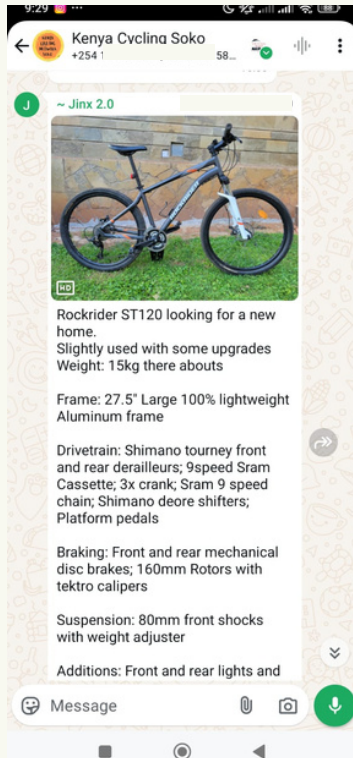 9:29
Kenya Cycling Soko
+254 1 58...
J
~ Jinx 2.0
ROCKRIDER
HD
Rockrider ST120 looking for a new
home.
Slightly used with some upgrades
Weight: 15kg there abouts
Frame: 27.5" Large 100% lightweight
Aluminum frame
Drivetrain: Shimano tourney front
and rear derailleurs; 9speed Sram
Cassette; 3x crank; Sram 9 speed
chain; Shimano deore shifters;
Platform pedals
Braking: Front and rear mechanical
disc brakes; 160mm Rotors with
tektro calipers
Suspension: 80mm front shocks
with weight adjuster
Additions: Front and rear lights and
Message